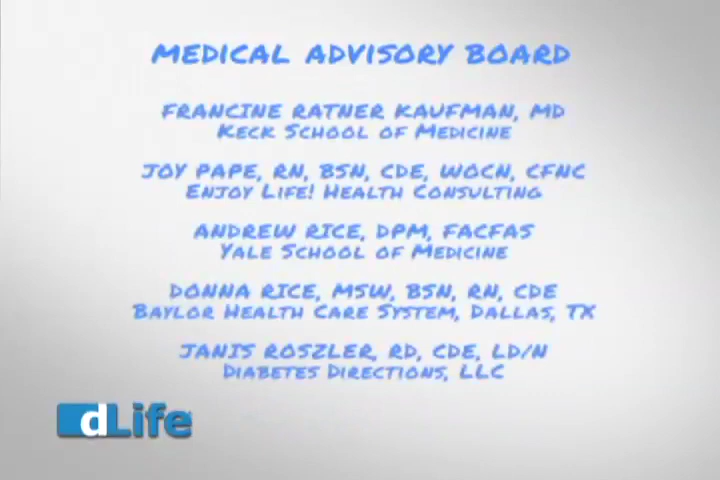 MEDICAL ADVISORY BOARD
FRANCINE RATNER KAUFMAN, MD
KECK SCHOOL OF MEDICINE
JOY PAPE, RN, BSN, CDE, WOCN, CFNC
ENJOY LIFE! HEALTH CONSULTING
ANDREW RICE, DPM, FACFAS
YALE SCHOOL OF MEDICINE
DONNA RICE, MSW, BSN, RN, CDE
BAYLOR HEALTH CARE SYSTEM, DALLAS, TX
JANIS ROSZLER, RD, CDE, LD/N
DIABETES DIRECTIONS, LLC
dLife